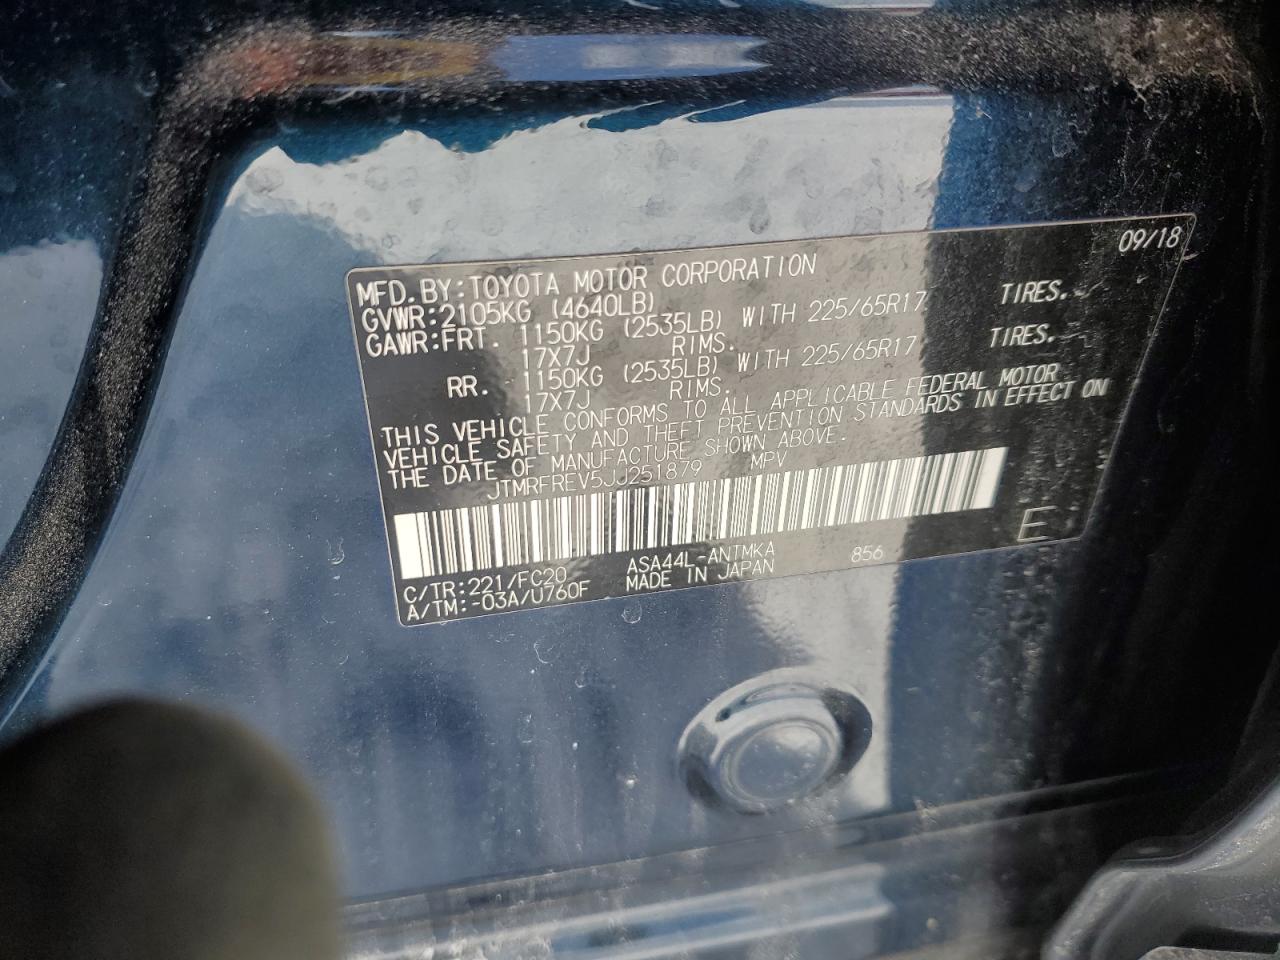 09/18
MFD. BY: TOYOTA MOTOR CORPORATION
GVWR: 2105KG (4640LB)
GAWR: FRT. 1150KG (2535LB) WITH 225/65R17 TIRES.
17X7J RIMS.
RR. 1150KG (2535LB) WITH 225/65R17 TIRES.
17X7J RIMS.
THIS VEHICLE CONFORMS TO ALL APPLICABLE FEDERAL MOTOR
VEHICLE SAFETY AND THEFT PREVENTION STANDARDS IN EFFECT ON
THE DATE OF MANUFACTURE SHOWN ABOVE.
JTMRFREV5JJ251879 MPV
E
C/TR: 221/FC20 ASA44L-ANTMKA 856
A/TM: -03A/U760F MADE IN JAPAN